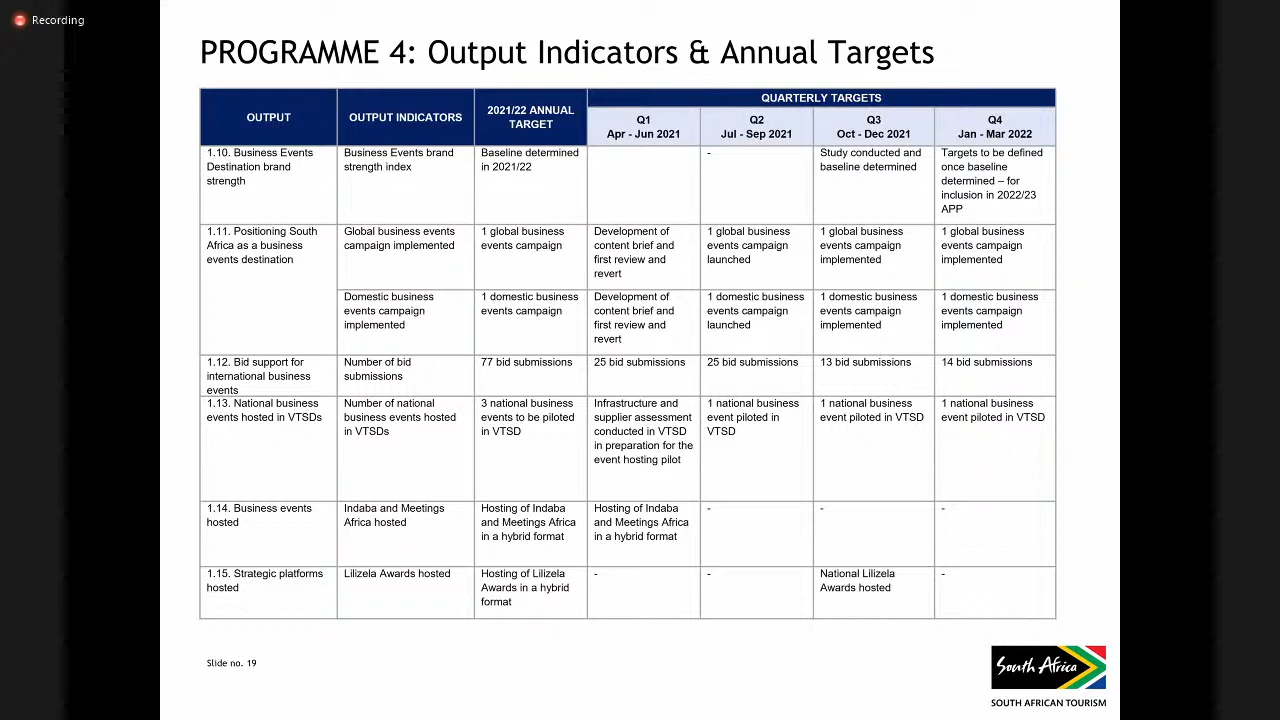 Recording
PROGRAMME 4: Output Indicators & Annual Targets
OUTPUT
OUTPUT INDICATORS
2021/22 ANNUAL
TARGET
QUARTERLY TARGETS
Q1
Apr - Jun 2021
Q2
Jul - Sep 2021
Q3
Oct - Dec 2021
Q4
Jan - Mar 2022
1.10. Business Events
Destination brand
strength
Business Events brand
strength index
Baseline determined
in 2021/22
-
Study conducted and
baseline determined
Targets to be defined
once baseline
determined – for
inclusion in 2022/23
APP
1.11. Positioning South
Africa as a business
events destination
Global business events
campaign implemented
1 global business
events campaign
Development of
content brief and
first review and
revert
1 global business
events campaign
launched
1 global business
events campaign
implemented
1 global business
events campaign
implemented
Domestic business
events campaign
implemented
1 domestic business
events campaign
Development of
content brief and
first review and
revert
1 domestic business
events campaign
launched
1 domestic business
events campaign
implemented
1 domestic business
events campaign
implemented
1.12. Bid support for
international business
events
Number of bid
submissions
77 bid submissions
25 bid submissions
25 bid submissions
13 bid submissions
14 bid submissions
1.13. National business
events hosted in VTSDs
Number of national
business events hosted
in VTSDs
3 national business
events to be piloted
in VTSD
Infrastructure and
supplier assessment
conducted in VTSD
in preparation for the
event hosting pilot
1 national business
event piloted in
VTSD
1 national business
event piloted in VTSD
1 national business
event piloted in VTSD
1.14. Business events
hosted
Indaba and Meetings
Africa hosted
Hosting of Indaba
and Meetings Africa
in a hybrid format
Hosting of Indaba
and Meetings Africa
in a hybrid format
-
-
-
1.15. Strategic platforms
hosted
Lilizela Awards hosted
Hosting of Lilizela
Awards in a hybrid
format
-
-
National Lilizela
Awards hosted
-
Slide no. 19
South Africa
SOUTH AFRICAN TOURISM